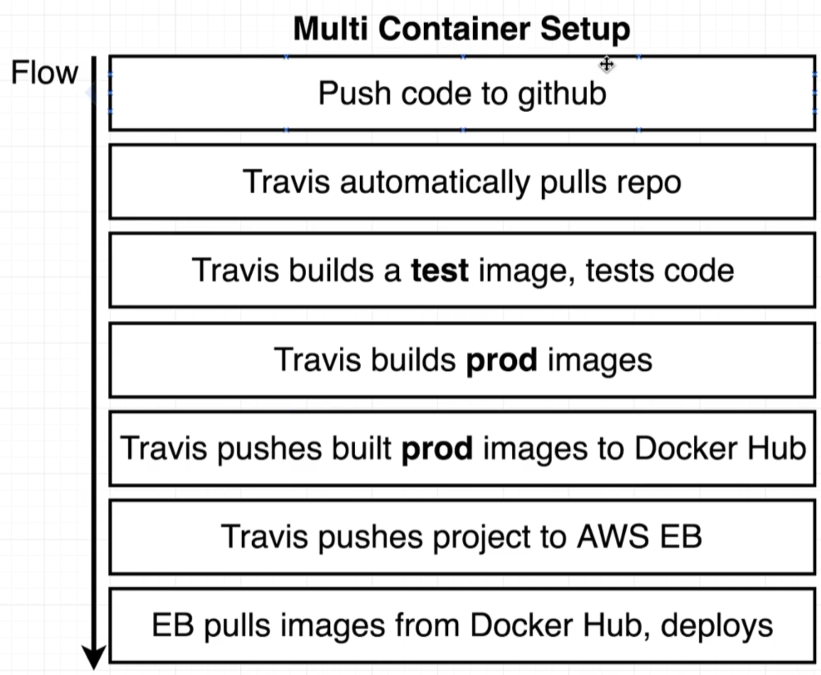 Multi Container Setup
Flow
Push code to github
Travis automatically pulls repo
Travis builds a test image, tests code
Travis builds prod images
Travis pushes built prod images to Docker Hub
Travis pushes project to AWS EB
EB pulls images from Docker Hub, deploys